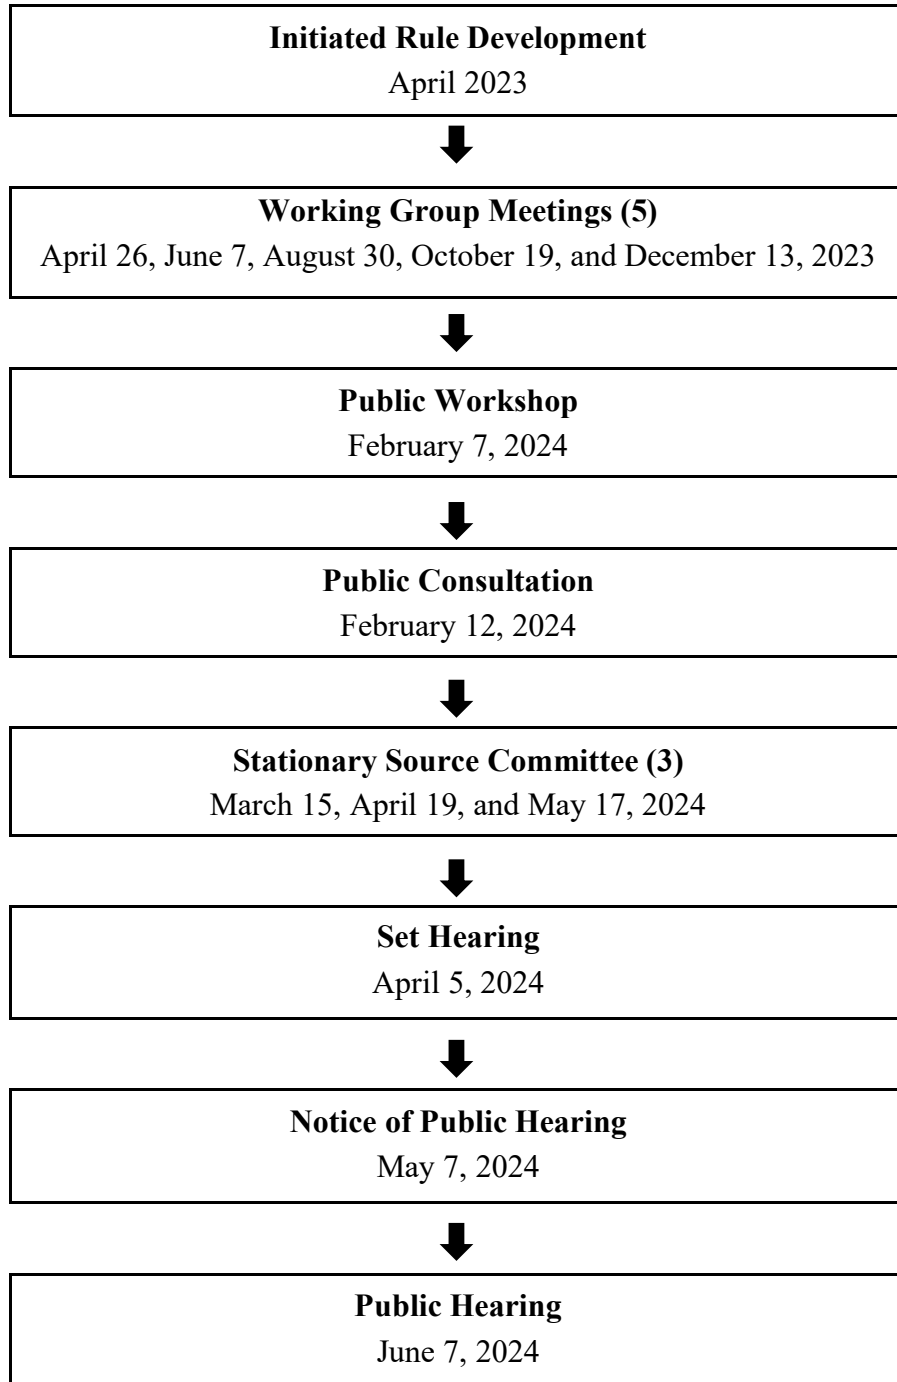 Initiated Rule Development
April 2023
Working Group Meetings (5)
April 26, June 7, August 30, October 19, and December 13, 2023
Public Workshop
February 7, 2024
Public Consultation
February 12, 2024
Stationary Source Committee (3)
March 15, April 19, and May 17, 2024
Set Hearing
April 5, 2024
Notice of Public Hearing
May 7, 2024
Public Hearing
June 7, 2024